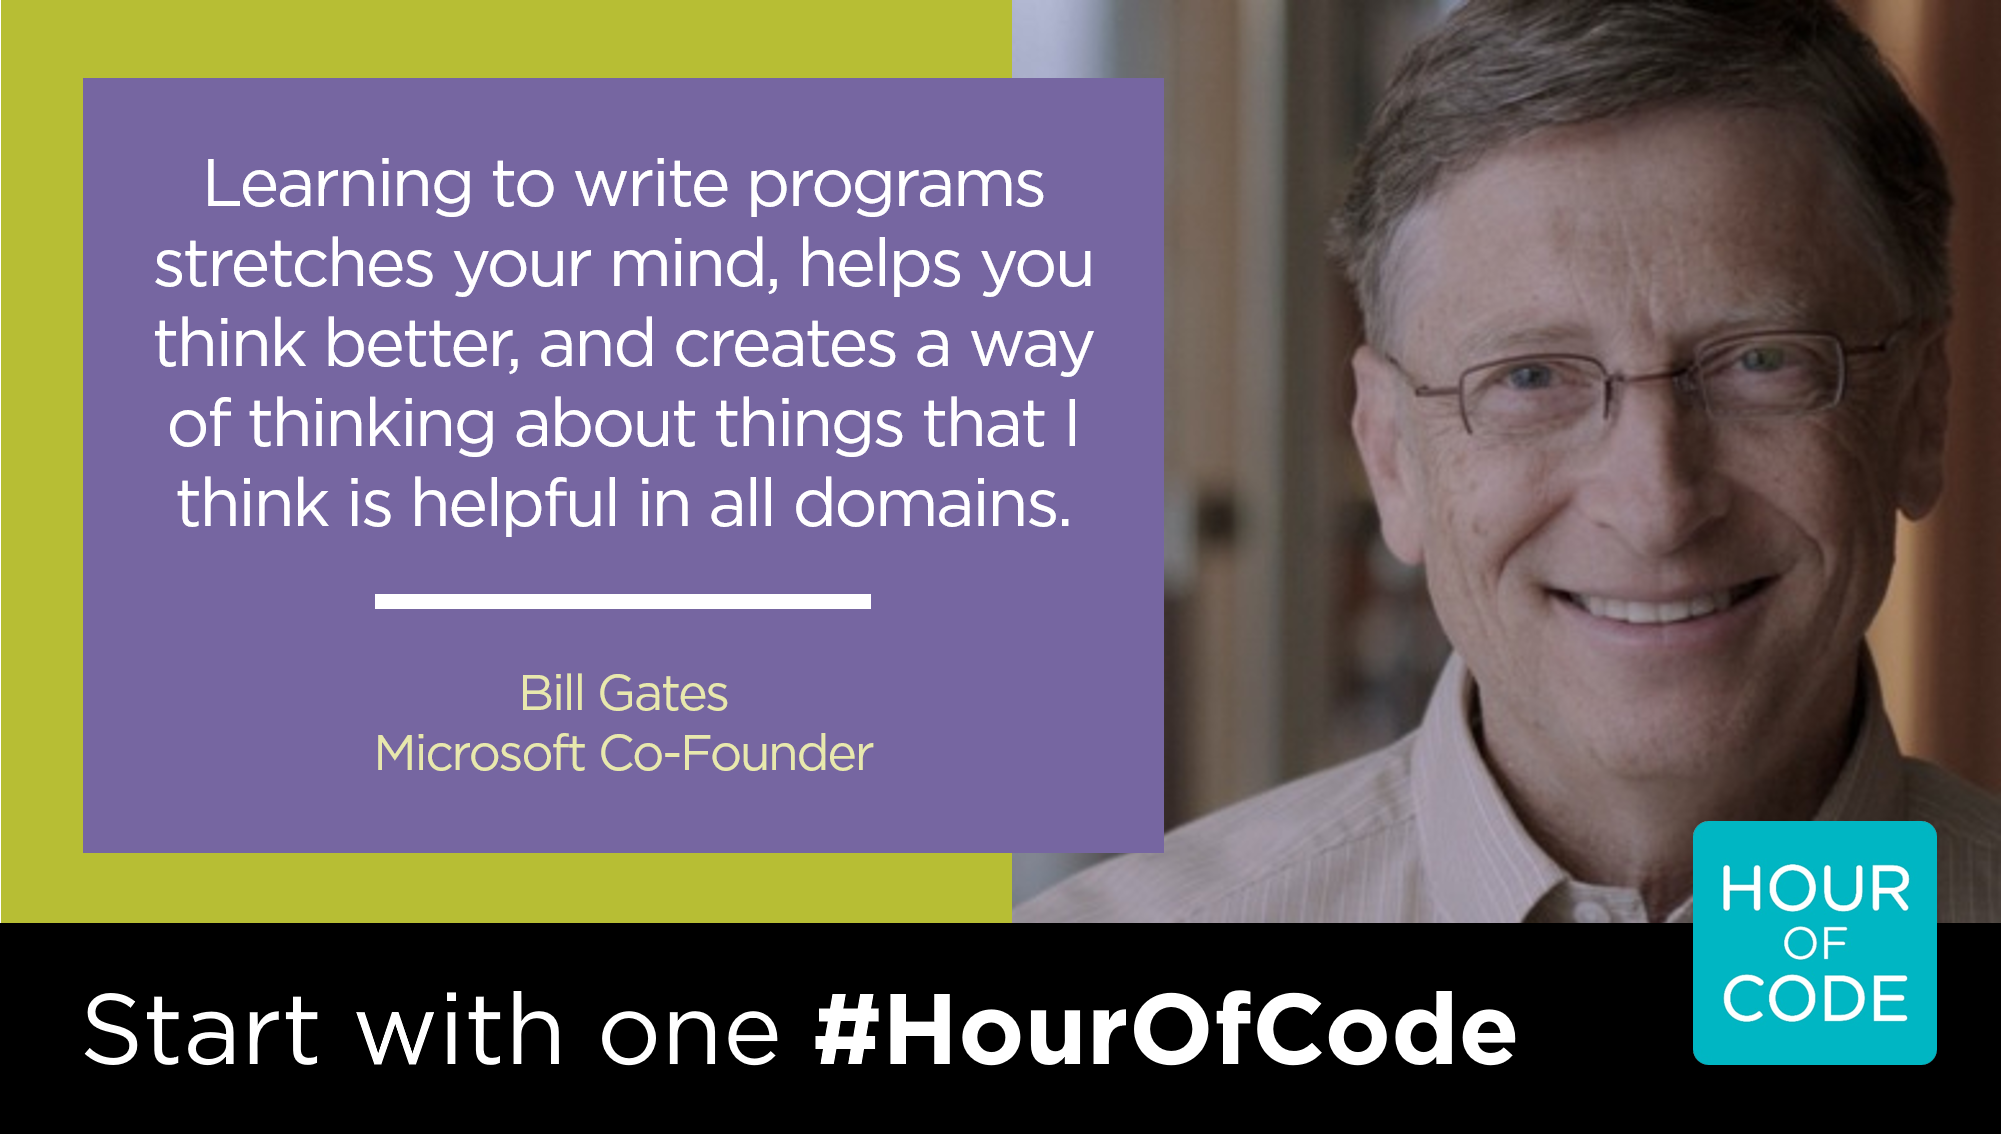 Learning to write programs
stretches your mind, helps you
think better, and creates a way
of thinking about things that I
think is helpful in all domains.
Bill Gates
Microsoft Co-Founder
Start with one #HourOfCode
HOUR
OF
CODE